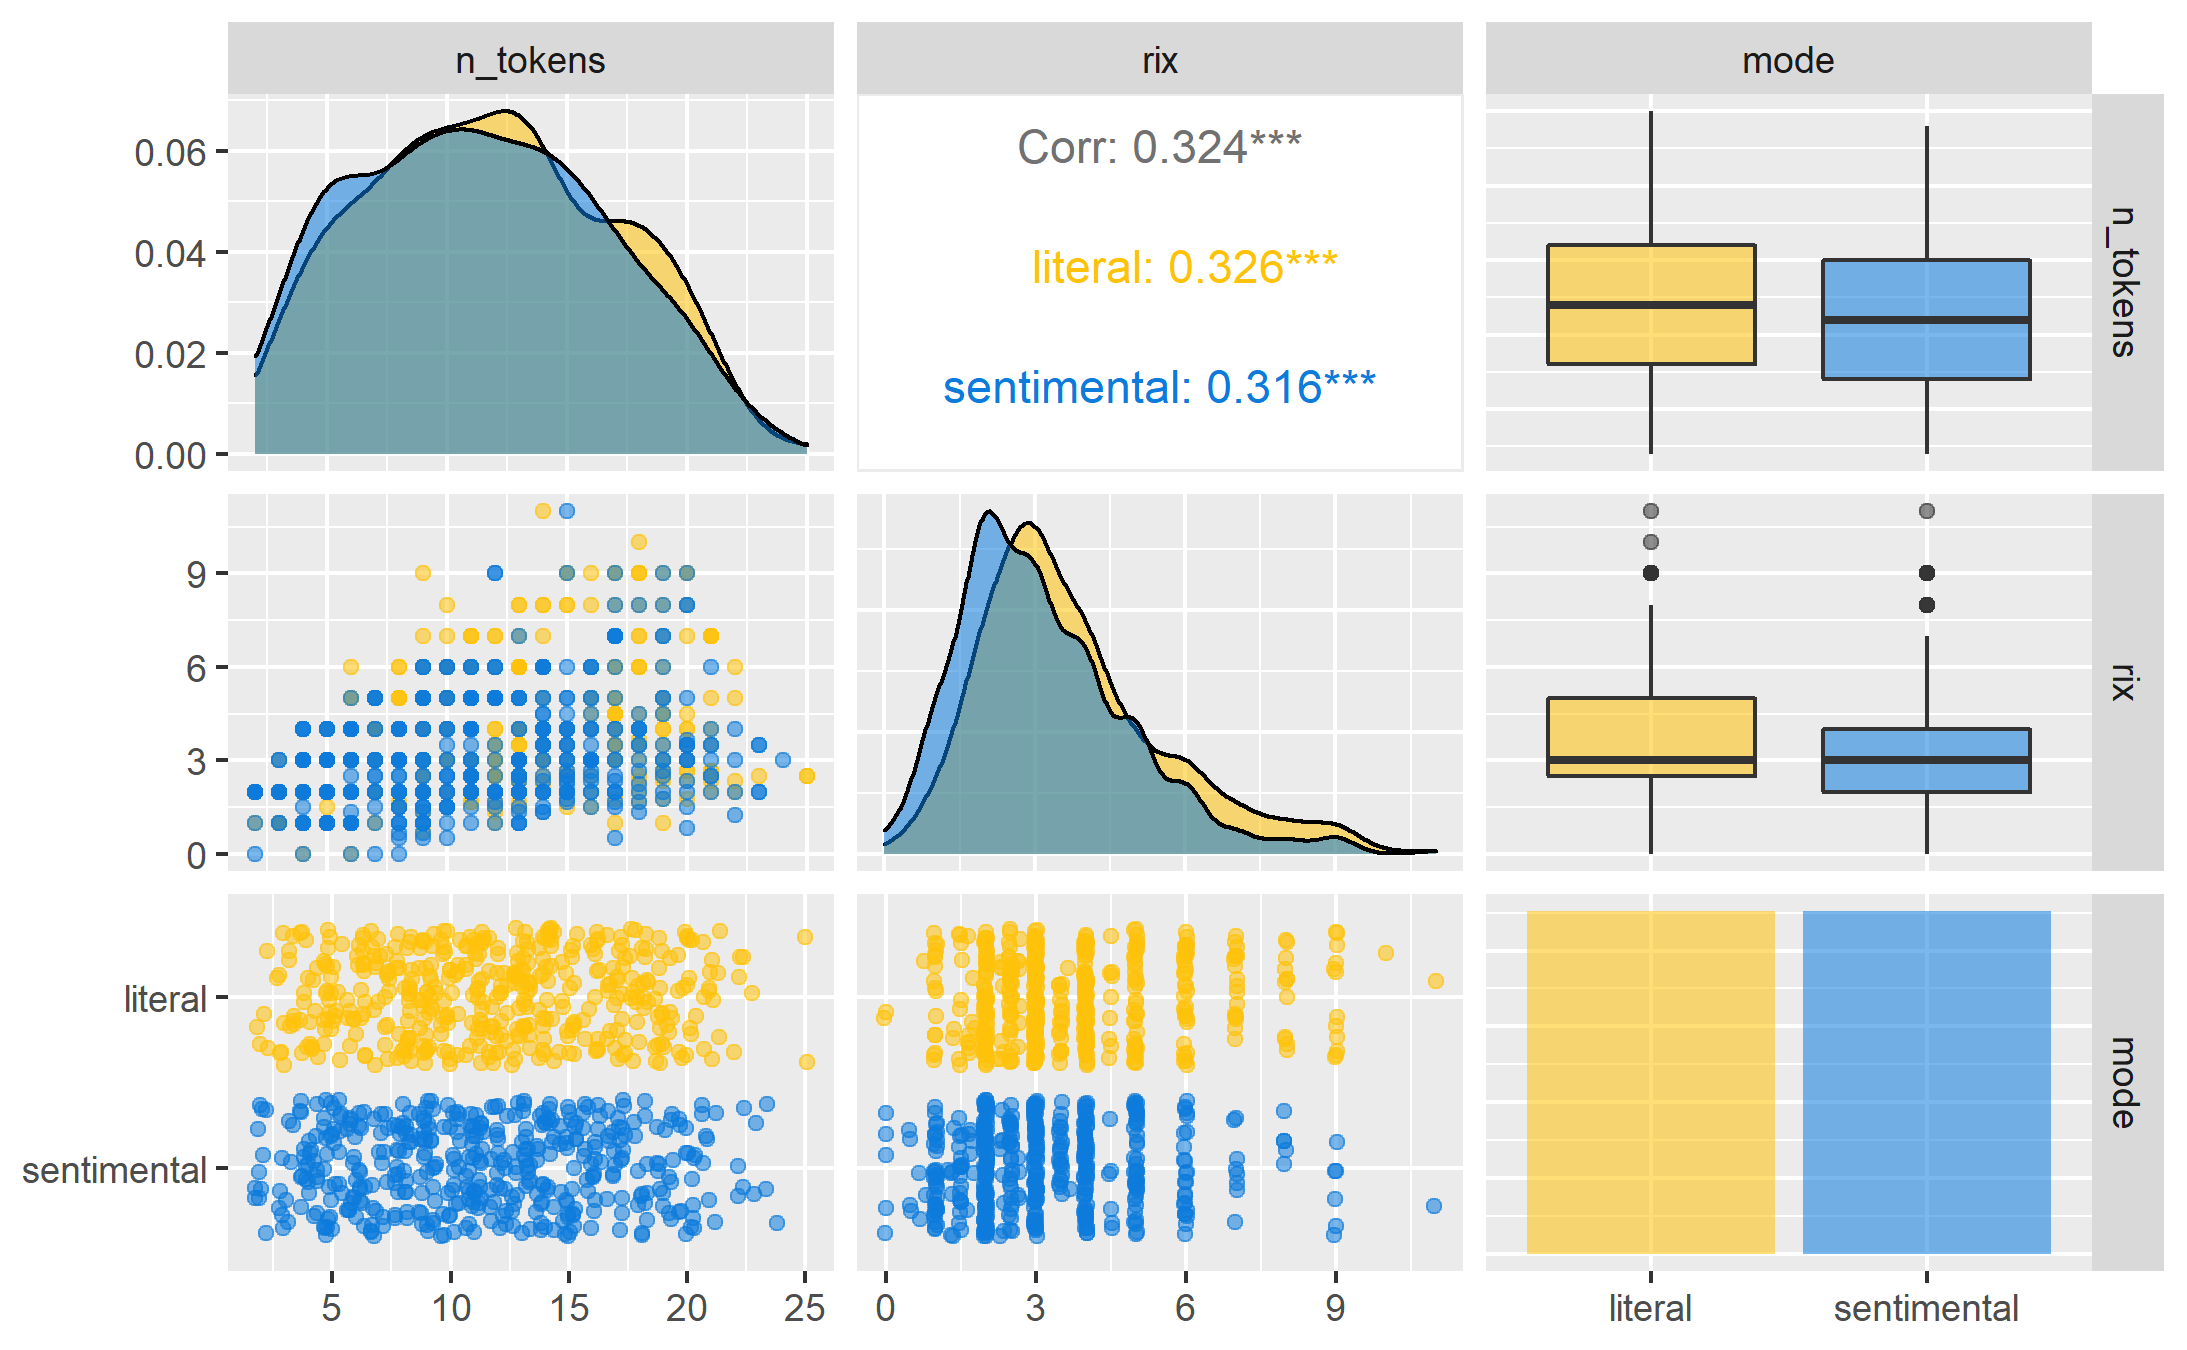 n_tokens rix mode
0.06
0.04
0.02
0.00
Corr: 0.324***
literal: 0.326***
sentimental: 0.316***
n_tokens
9
6
3
0
rix
literal
sentimental
mode
5 10 15 20 25 0 3 6 9 literal sentimental